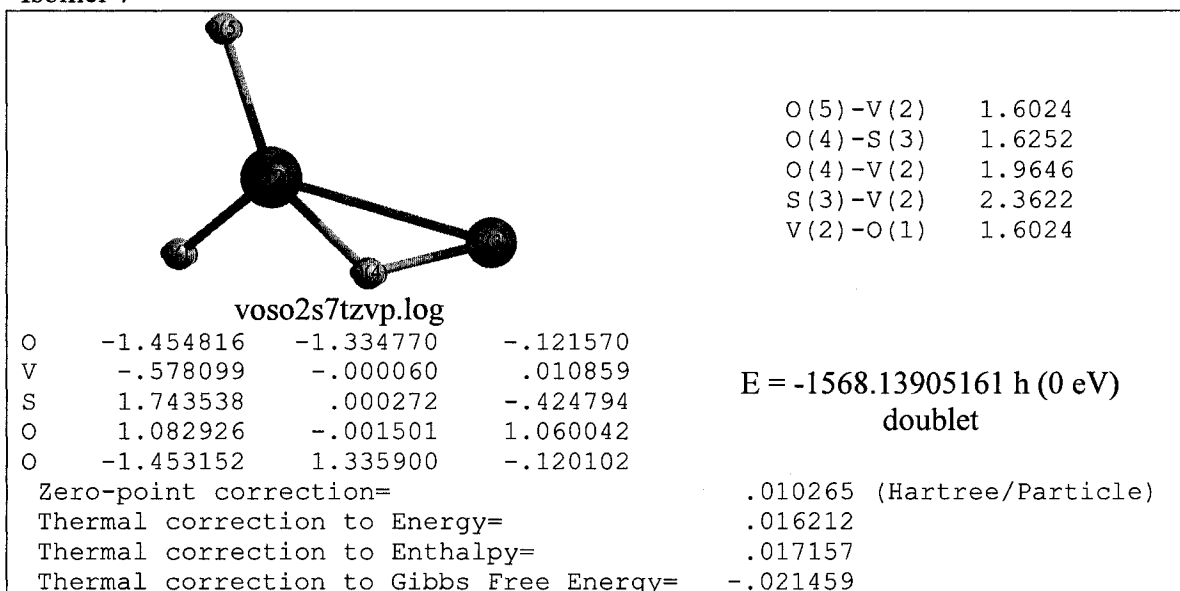 O(5)-V(2) 1.6024
O(4)-S(3) 1.6252
O(4)-V(2) 1.9646
S(3)-V(2) 2.3622
V(2)-O(1) 1.6024
voso2s7tzvp.log
O -1.454816 -1.334770 -.121570
V -.578099 -.000060 .010859
S 1.743538 .000272 -.424794
O 1.082926 -.001501 1.060042
O -1.453152 1.335900 -.120102
E = -1568.13905161 h (0 eV)
doublet
Zero-point correction= .010265 (Hartree/Particle)
Thermal correction to Energy= .016212
Thermal correction to Enthalpy= .017157
Thermal correction to Gibbs Free Energy= -.021459